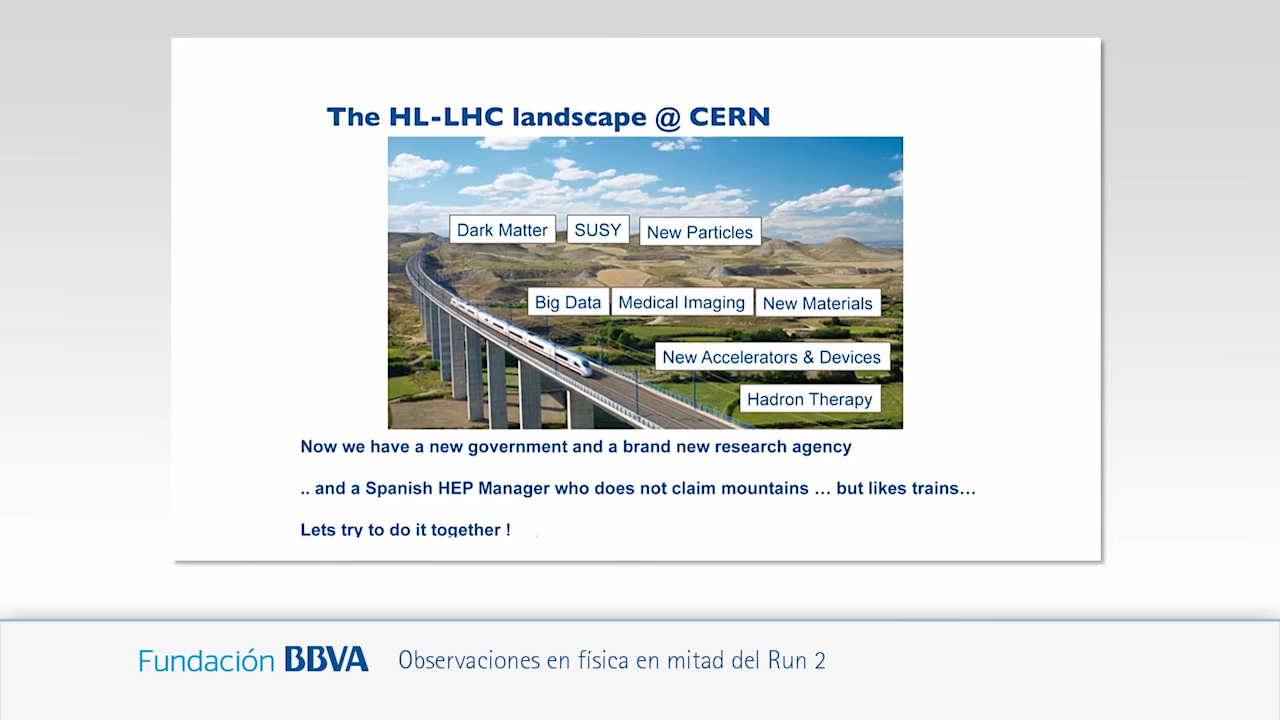 The HL-LHC landscape @ CERN
Dark Matter
SUSY
New Particles
Big Data
Medical Imaging
New Materials
New Accelerators & Devices
Hadron Therapy
Now we have a new government and a brand new research agency
.. and a Spanish HEP Manager who does not claim mountains … but likes trains…
Lets try to do it together !
Fundación BBVA
Observaciones en física en mitad del Run 2